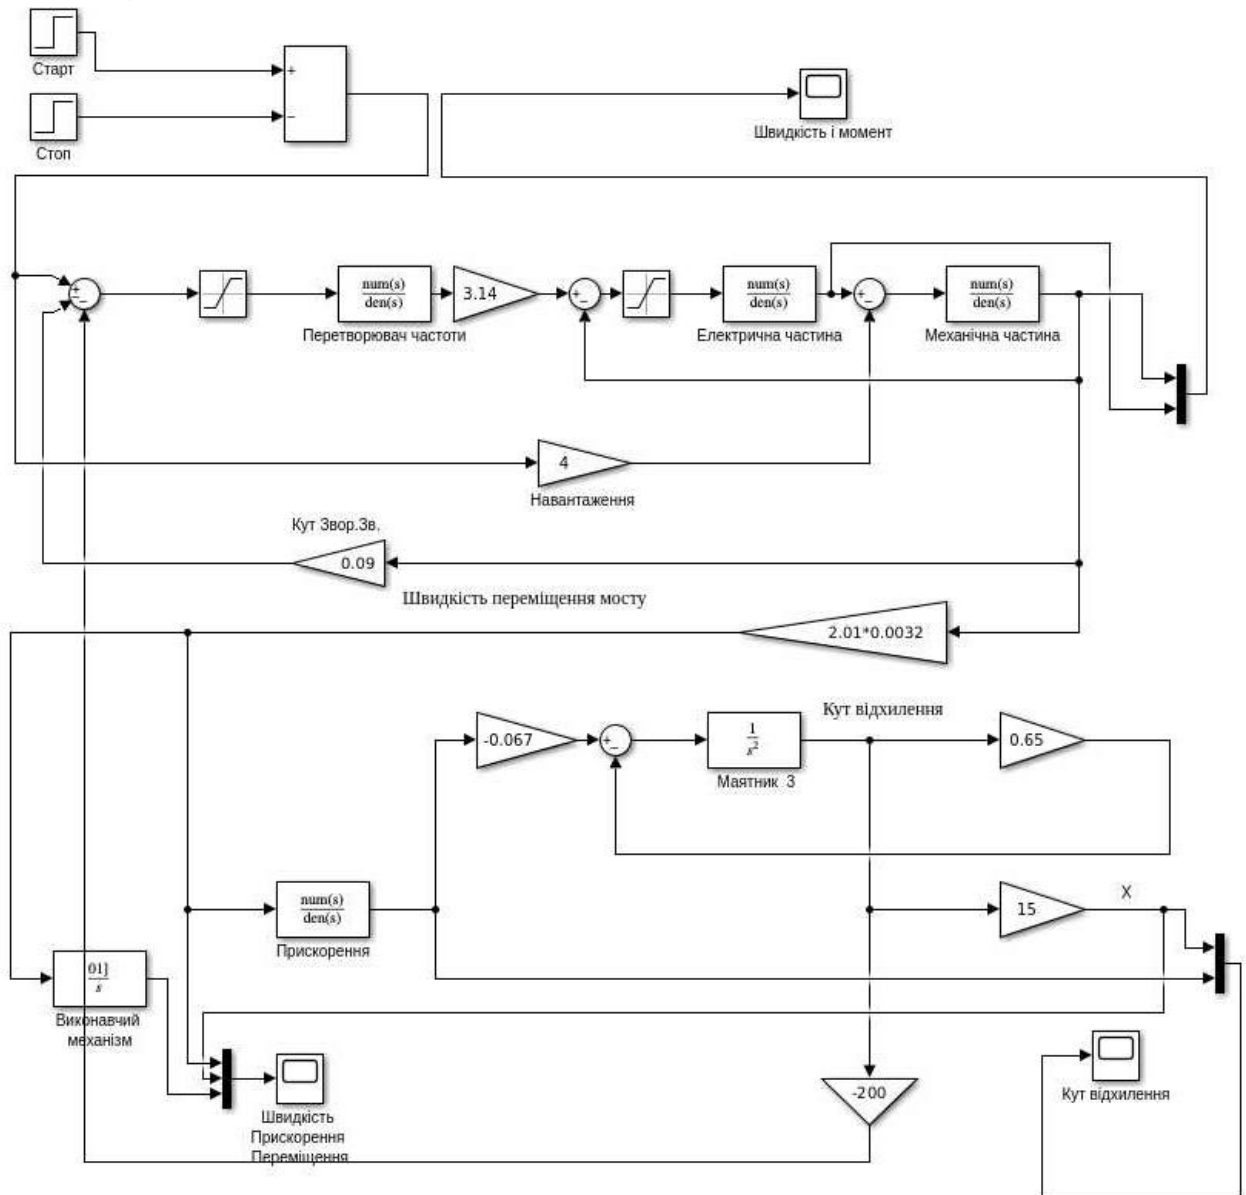 Старт
+
−
Стоп
Швидкість і момент
num(s)
den(s)
3.14
num(s)
den(s)
num(s)
den(s)
Перетворювач частоти
Електрична частина
Механічна частина
4
Навантаження
Кут Звор.Зв.
0.09
Швидкість переміщення мосту
2.01*0.0032
Кут відхилення
-0.067
1
s²
0.65
Маятник 3
num(s)
den(s)
15
X
Прискорення
01]
s
Виконавчий
механізм
-200
Кут відхилення
Швидкість
Прискорення
Переміщення